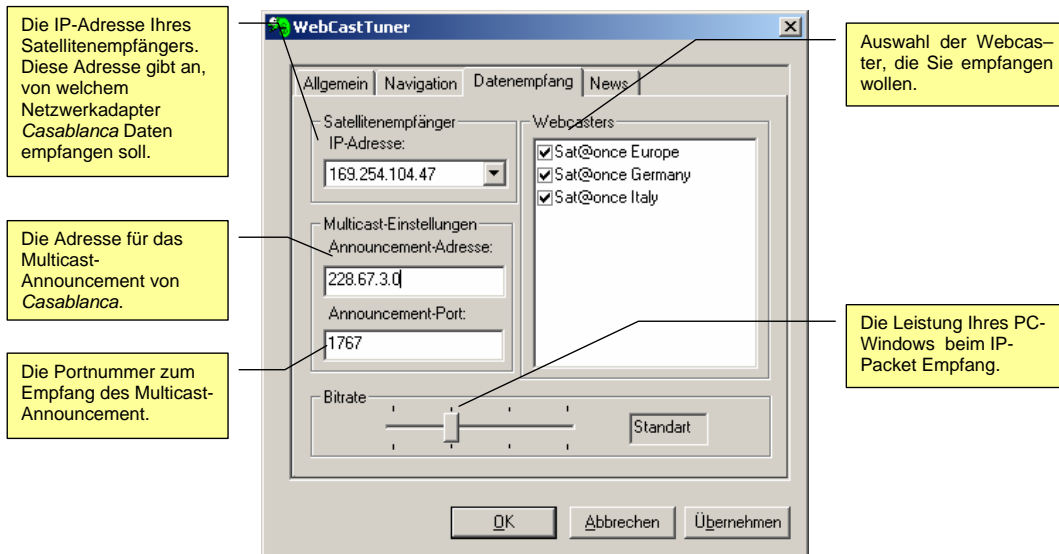 Die IP-Adresse Ihres
Satellitenempfängers.
Diese Adresse gibt an,
von welchem
Netzwerkadapter
Casablanca Daten
empfangen soll.
Die Adresse für das
Multicast-
Announcement von
Casablanca.
Die Portnummer zum
Empfang des Multicast-
Announcement.
WebCastTuner
Allgemein Navigation Datenempfang News
Satellitenempfänger
IP-Adresse:
169.254.104.47
Multicast-Einstellungen
Announcement-Adresse:
228.67.3.0
Announcement-Port:
1767
Webcasters
Sat@once Europe
Sat@once Germany
Sat@once Italy
Bitrate
Standart
OK Abbrechen Übernehmen
Auswahl der Webcas–
ter, die Sie empfangen
wollen.
Die Leistung Ihres PC-
Windows beim IP-
Packet Empfang.